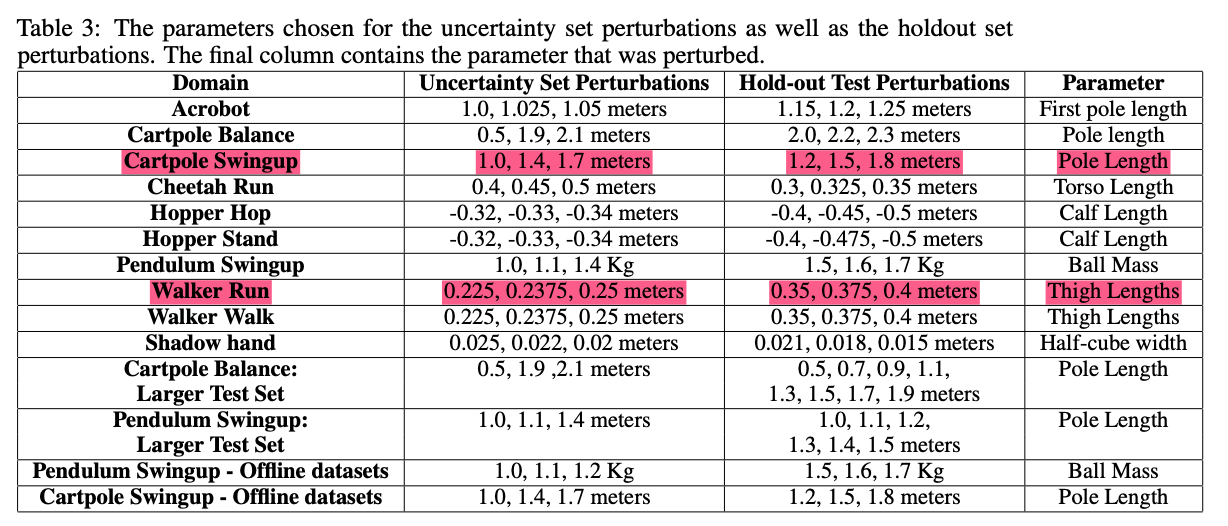 Table 3: The parameters chosen for the uncertainty set perturbations as well as the holdout set
perturbations. The final column contains the parameter that was perturbed.
Domain Uncertainty Set Perturbations Hold-out Test Perturbations Parameter
Acrobot 1.0, 1.025, 1.05 meters 1.15, 1.2, 1.25 meters First pole length
Cartpole Balance 0.5, 1.9, 2.1 meters 2.0, 2.2, 2.3 meters Pole length
Cartpole Swingup 1.0, 1.4, 1.7 meters 1.2, 1.5, 1.8 meters Pole Length
Cheetah Run 0.4, 0.45, 0.5 meters 0.3, 0.325, 0.35 meters Torso Length
Hopper Hop -0.32, -0.33, -0.34 meters -0.4, -0.45, -0.5 meters Calf Length
Hopper Stand -0.32, -0.33, -0.34 meters -0.4, -0.475, -0.5 meters Calf Length
Pendulum Swingup 1.0, 1.1, 1.4 Kg 1.5, 1.6, 1.7 Kg Ball Mass
Walker Run 0.225, 0.2375, 0.25 meters 0.35, 0.375, 0.4 meters Thigh Lengths
Walker Walk 0.225, 0.2375, 0.25 meters 0.35, 0.375, 0.4 meters Thigh Lengths
Shadow hand 0.025, 0.022, 0.02 meters 0.021, 0.018, 0.015 meters Half-cube width
Cartpole Balance: 0.5, 1.9 ,2.1 meters 0.5, 0.7, 0.9, 1.1, Pole Length
Larger Test Set 1.3, 1.5, 1.7, 1.9 meters
Pendulum Swingup: 1.0, 1.1, 1.4 meters 1.0, 1.1, 1.2, Pole Length
Larger Test Set 1.3, 1.4, 1.5 meters
Pendulum Swingup - Offline datasets 1.0, 1.1, 1.2 Kg 1.5, 1.6, 1.7 Kg Ball Mass
Cartpole Swingup - Offline datasets 1.0, 1.4, 1.7 meters 1.2, 1.5, 1.8 meters Pole Length